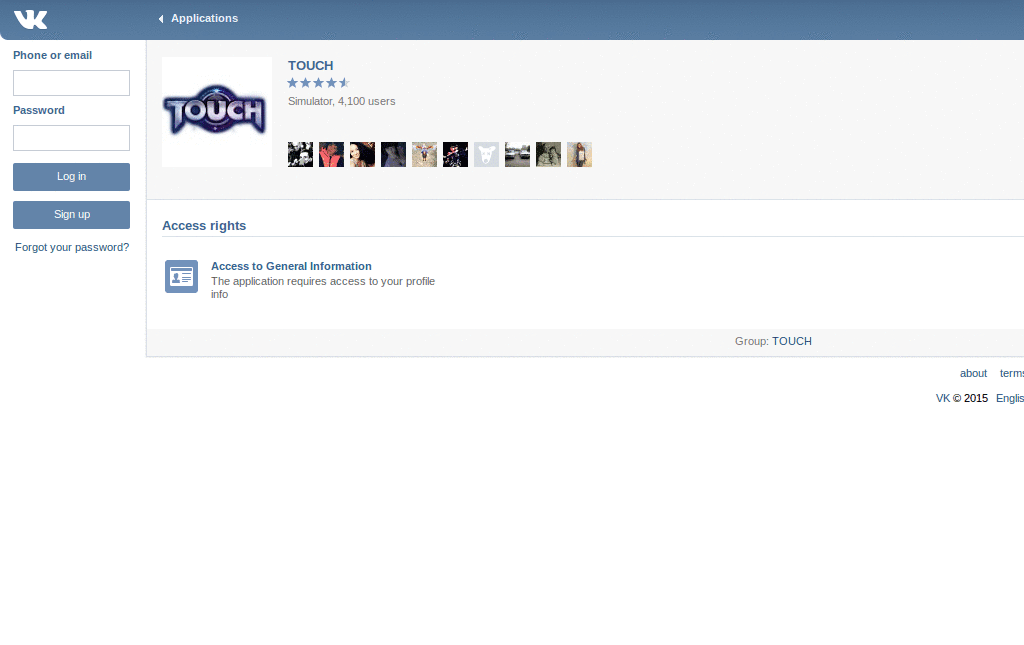 Applications
Phone or email
Password
Log in
Sign up
Forgot your password?
TOUCH
TOUCH
Simulator, 4,100 users
Access rights
Access to General Information
The application requires access to your profile
info
Group: TOUCH
about terms
VK © 2015 Englis